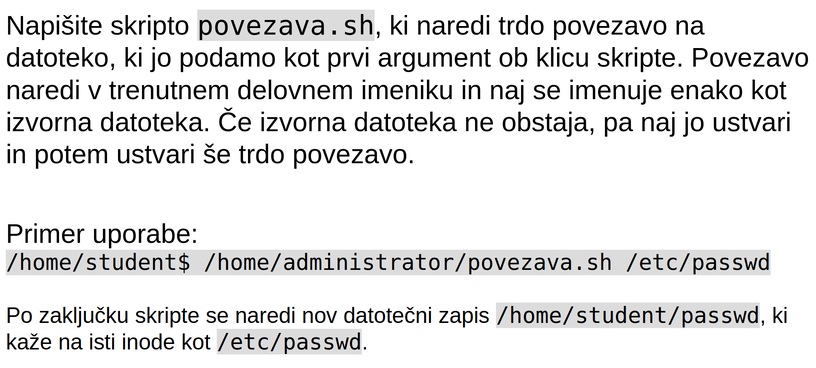 Napišite skripto povezava.sh, ki naredi trdo povezavo na
datoteko, ki jo podamo kot prvi argument ob klicu skripte. Povezavo
naredi v trenutnem delovnem imeniku in naj se imenuje enako kot
izvorna datoteka. Če izvorna datoteka ne obstaja, pa naj jo ustvari
in potem ustvari še trdo povezavo.
Primer uporabe:
/home/student$ /home/administrator/povezava.sh /etc/passwd
Po zaključku skripte se naredi nov datotečni zapis /home/student/passwd, ki
kaže na isti inode kot /etc/passwd.